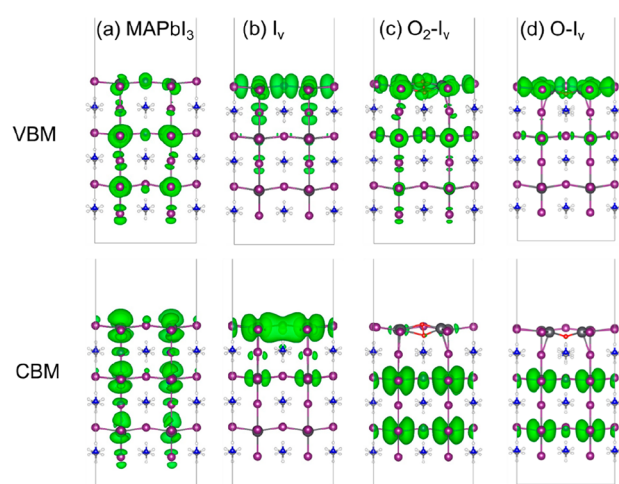 (a) MAPbI₃ (b) Iᵥ (c) O₂-Iᵥ (d) O-Iᵥ
VBM
CBM